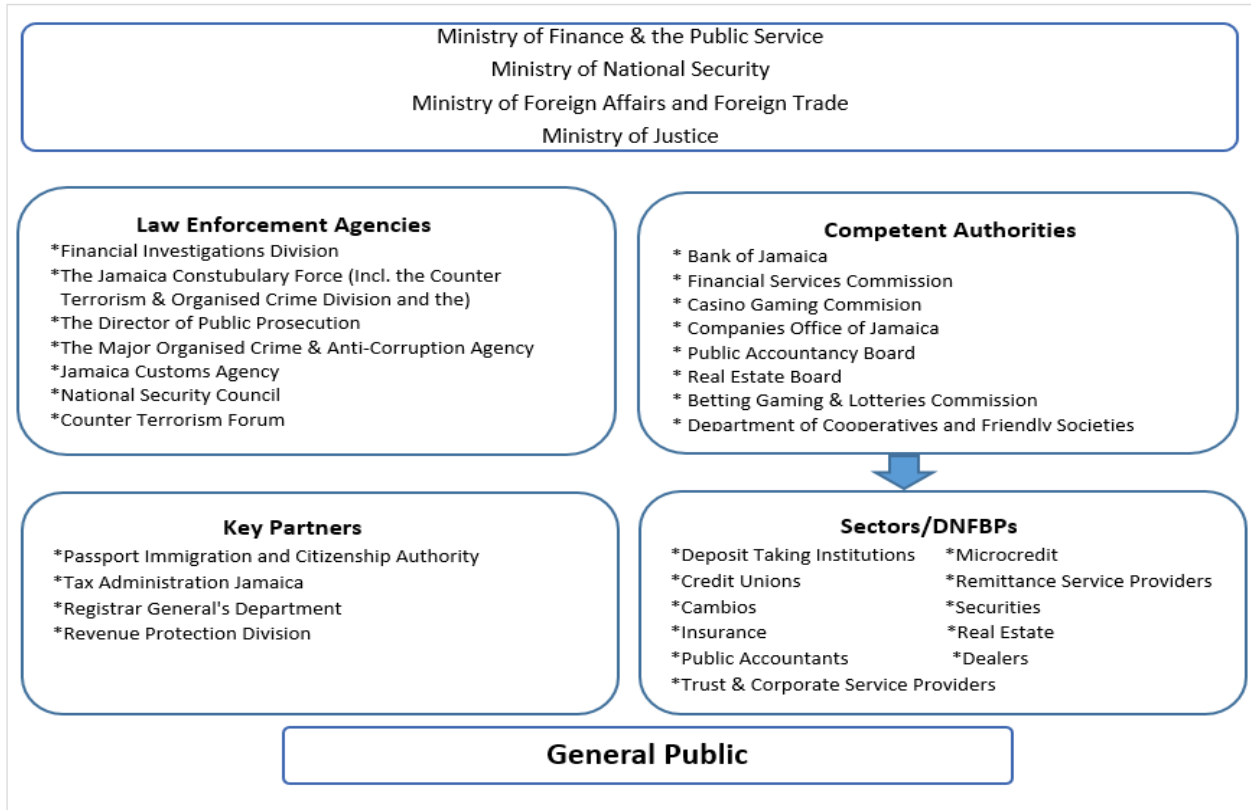 Ministry of Finance & the Public Service
Ministry of National Security
Ministry of Foreign Affairs and Foreign Trade
Ministry of Justice
Law Enforcement Agencies
*Financial Investigations Division
*The Jamaica Constubulary Force (Incl. the Counter
Terrorism & Organised Crime Division and the)
*The Director of Public Prosecution
*The Major Organised Crime & Anti-Corruption Agency
*Jamaica Customs Agency
*National Security Council
*Counter Terrorism Forum
Competent Authorities
* Bank of Jamaica
* Financial Services Commission
* Casino Gaming Commision
* Companies Office of Jamaica
* Public Accountancy Board
* Real Estate Board
* Betting Gaming & Lotteries Commission
* Department of Cooperatives and Friendly Societies
Key Partners
*Passport Immigration and Citizenship Authority
*Tax Administration Jamaica
*Registrar General's Department
*Revenue Protection Division
Sectors/DNFBPs
*Deposit Taking Institutions *Microcredit
*Credit Unions *Remittance Service Providers
*Cambios *Securities
*Insurance *Real Estate
*Public Accountants *Dealers
*Trust & Corporate Service Providers
General Public